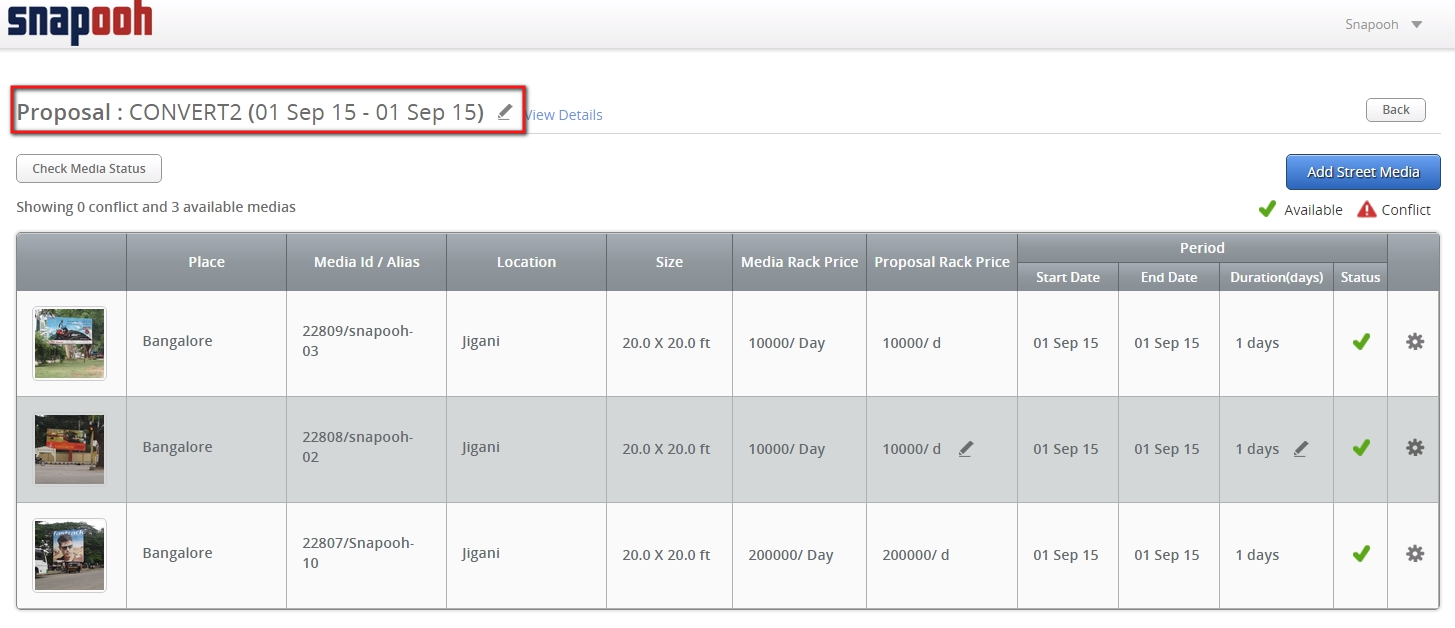 snapooh
Snapooh
Proposal : CONVERT2 (01 Sep 15 - 01 Sep 15)
View Details
Back
Check Media Status
Add Street Media
Showing 0 conflict and 3 available medias
Available
Conflict
Place
Media Id / Alias
Location
Size
Media Rack Price
Proposal Rack Price
Period
Start Date
End Date
Duration(days)
Status
Bangalore
22809/snapooh-
03
Jigani
20.0 X 20.0 ft
10000/ Day
10000/ d
01 Sep 15
01 Sep 15
1 days
Bangalore
22808/snapooh-
02
Jigani
20.0 X 20.0 ft
10000/ Day
10000/ d
01 Sep 15
01 Sep 15
1 days
Bangalore
22807/Snapooh-
10
Jigani
20.0 X 20.0 ft
200000/ Day
200000/ d
01 Sep 15
01 Sep 15
1 days